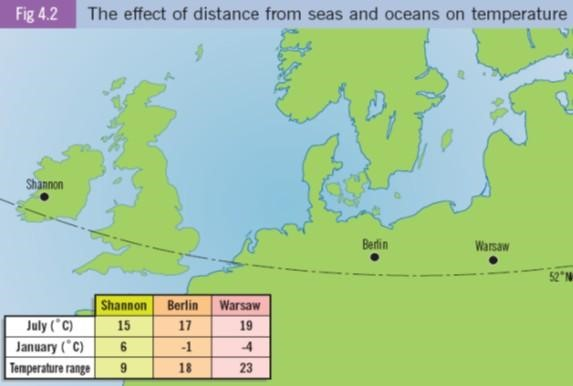 Fig 4.2 The effect of distance from seas and oceans on temperature
Shannon
Berlin Warsaw
52°N
Shannon Berlin Warsaw
July (°C) 15 17 19
January (°C) 6 -1 -4
Temperature range 9 18 23